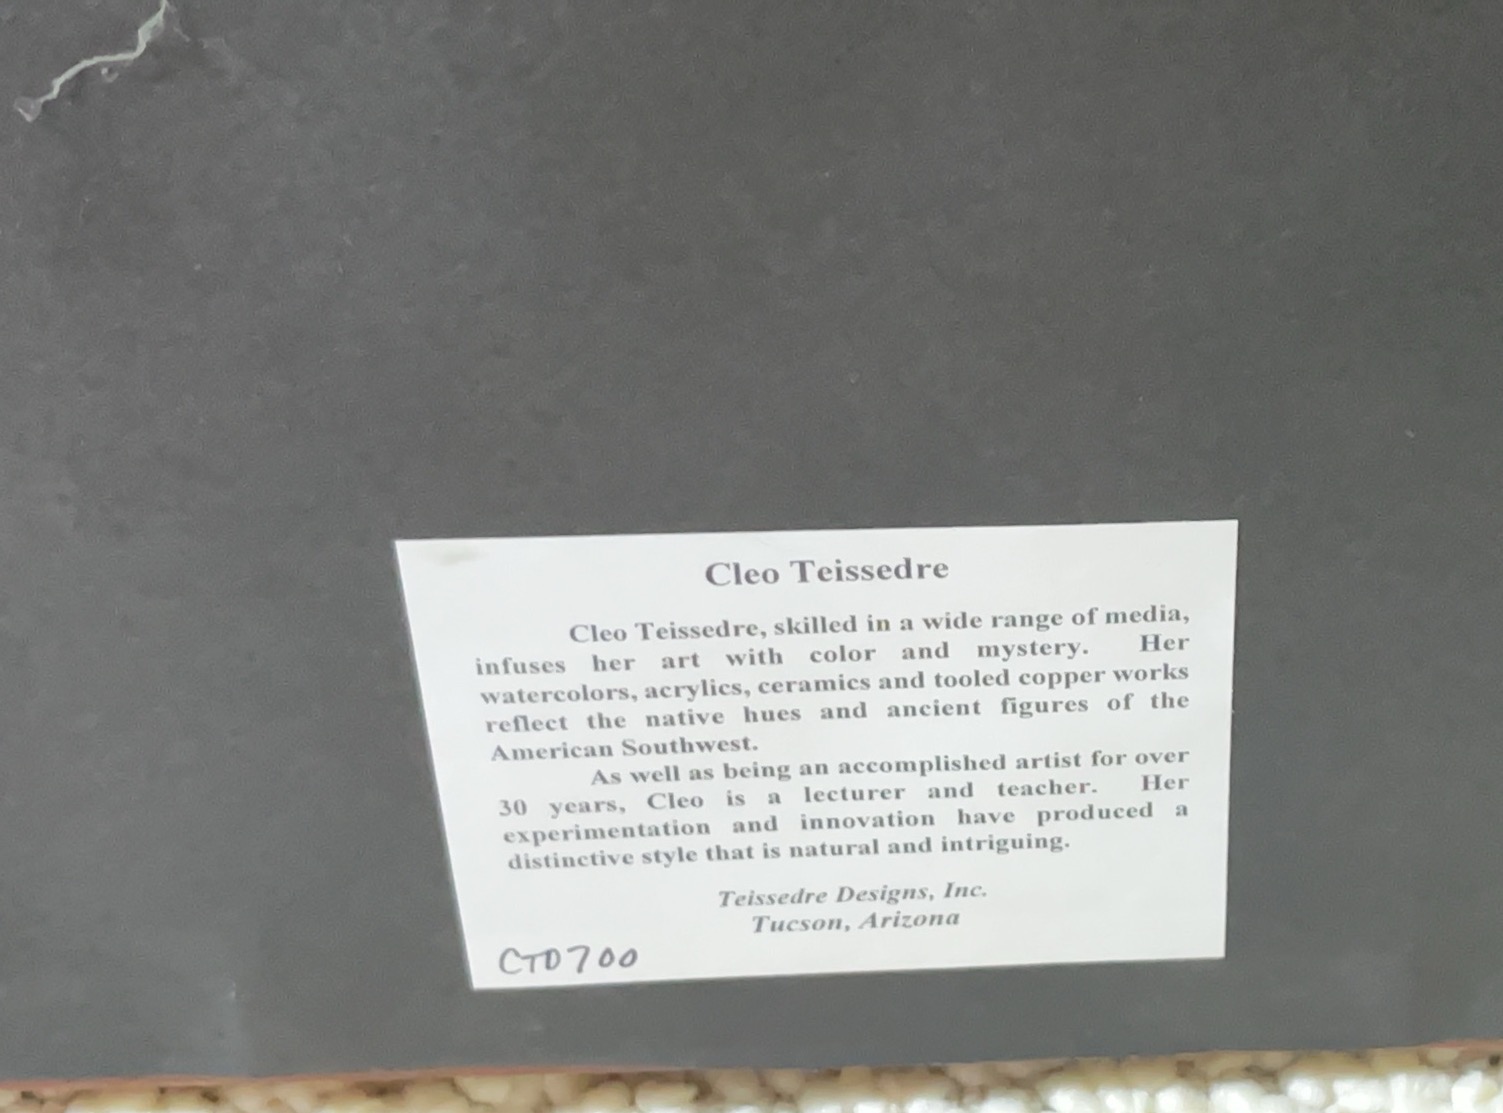 Cleo Teissedre
Cleo Teissedre, skilled in a wide range of media,
infuses her art with color and mystery. Her
watercolors, acrylics, ceramics and tooled copper works
reflect the native hues and ancient figures of the
American Southwest.
As well as being an accomplished artist for over
30 years, Cleo is a lecturer and teacher. Her
experimentation and innovation have produced a
distinctive style that is natural and intriguing.
Teissedre Designs, Inc.
Tucson, Arizona
CTD700